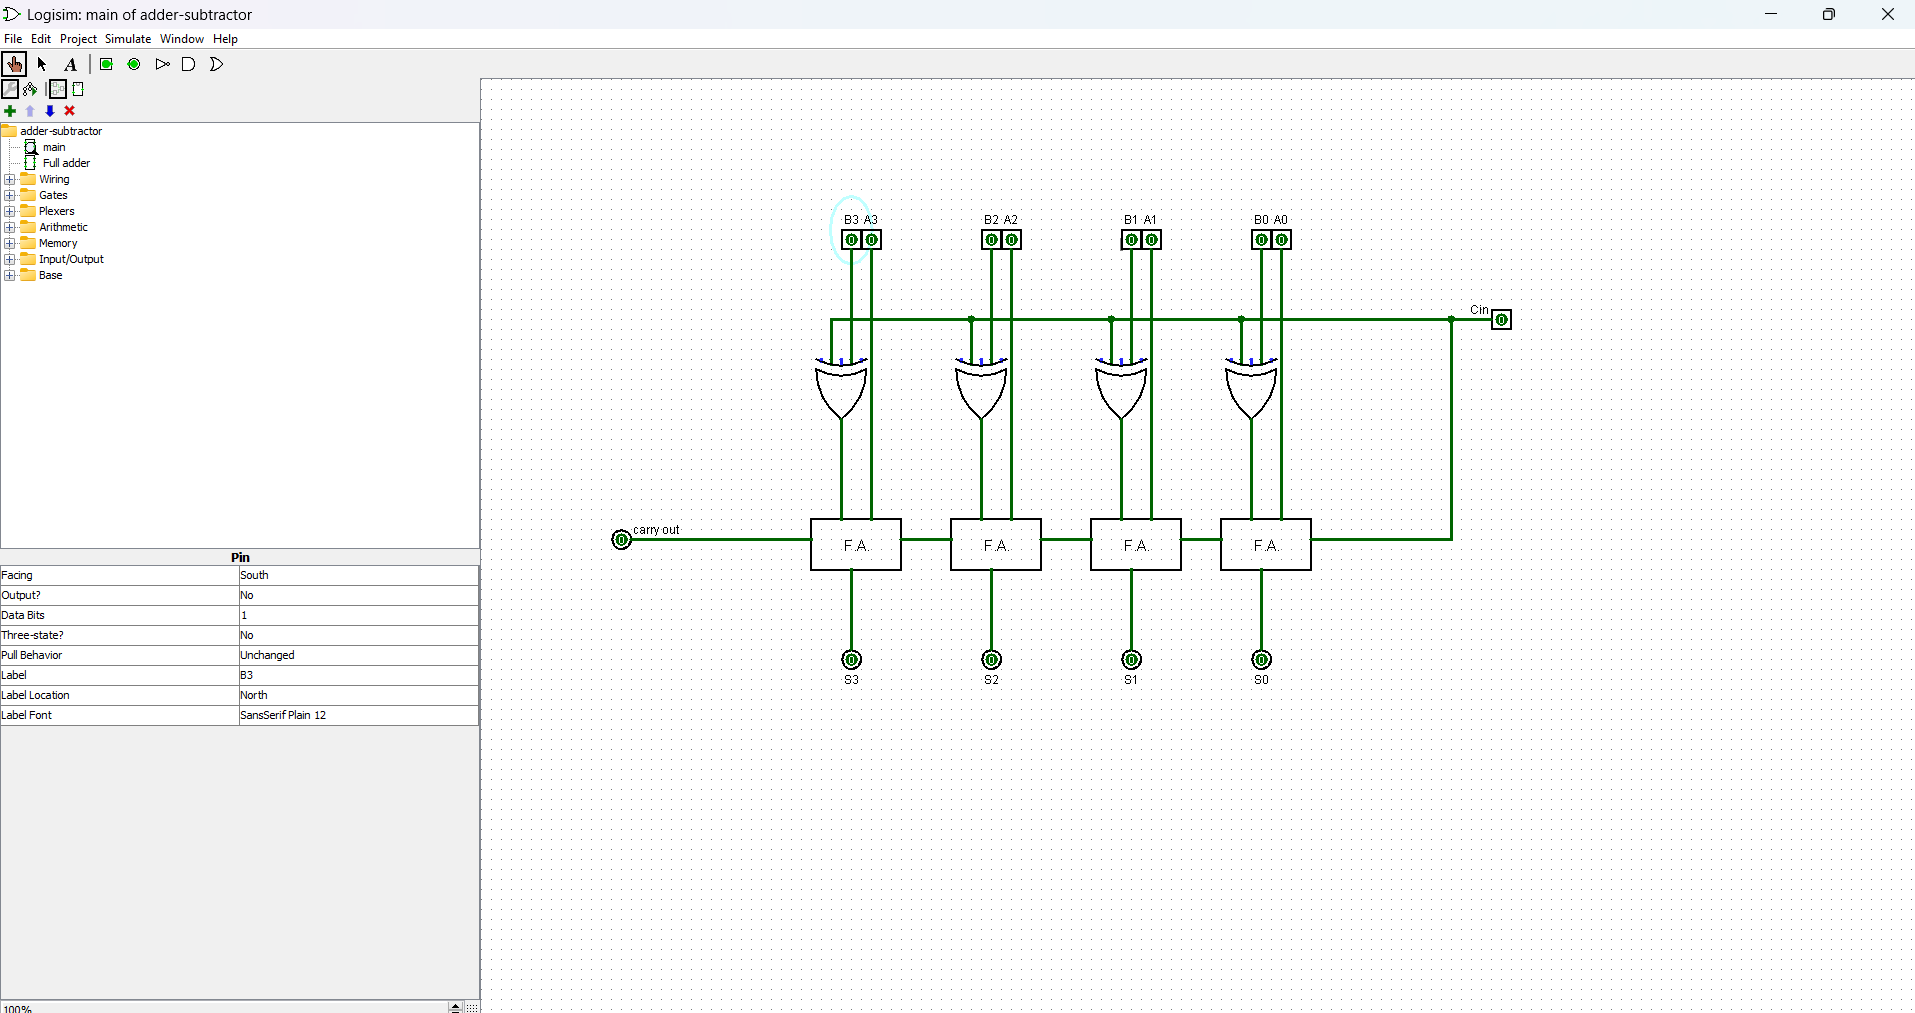 Logisim: main of adder-subtractor
File Edit Project Simulate Window Help
A
adder-subtractor
main
Full adder
Wiring
Gates
Plexers
Arithmetic
Memory
Input/Output
Base
Pin
Facing South
Output? No
Data Bits 1
Three-state? No
Pull Behavior Unchanged
Label B3
Label Location North
Label Font SansSerif Plain 12
100%
B3 A3 B2 A2 B1 A1 B0 A0
0 0 0 0 0 0 0 0
Cin 0
1 1 1 1
carry out
0 F.A. F.A. F.A. F.A.
0 0 0 0
S3 S2 S1 S0